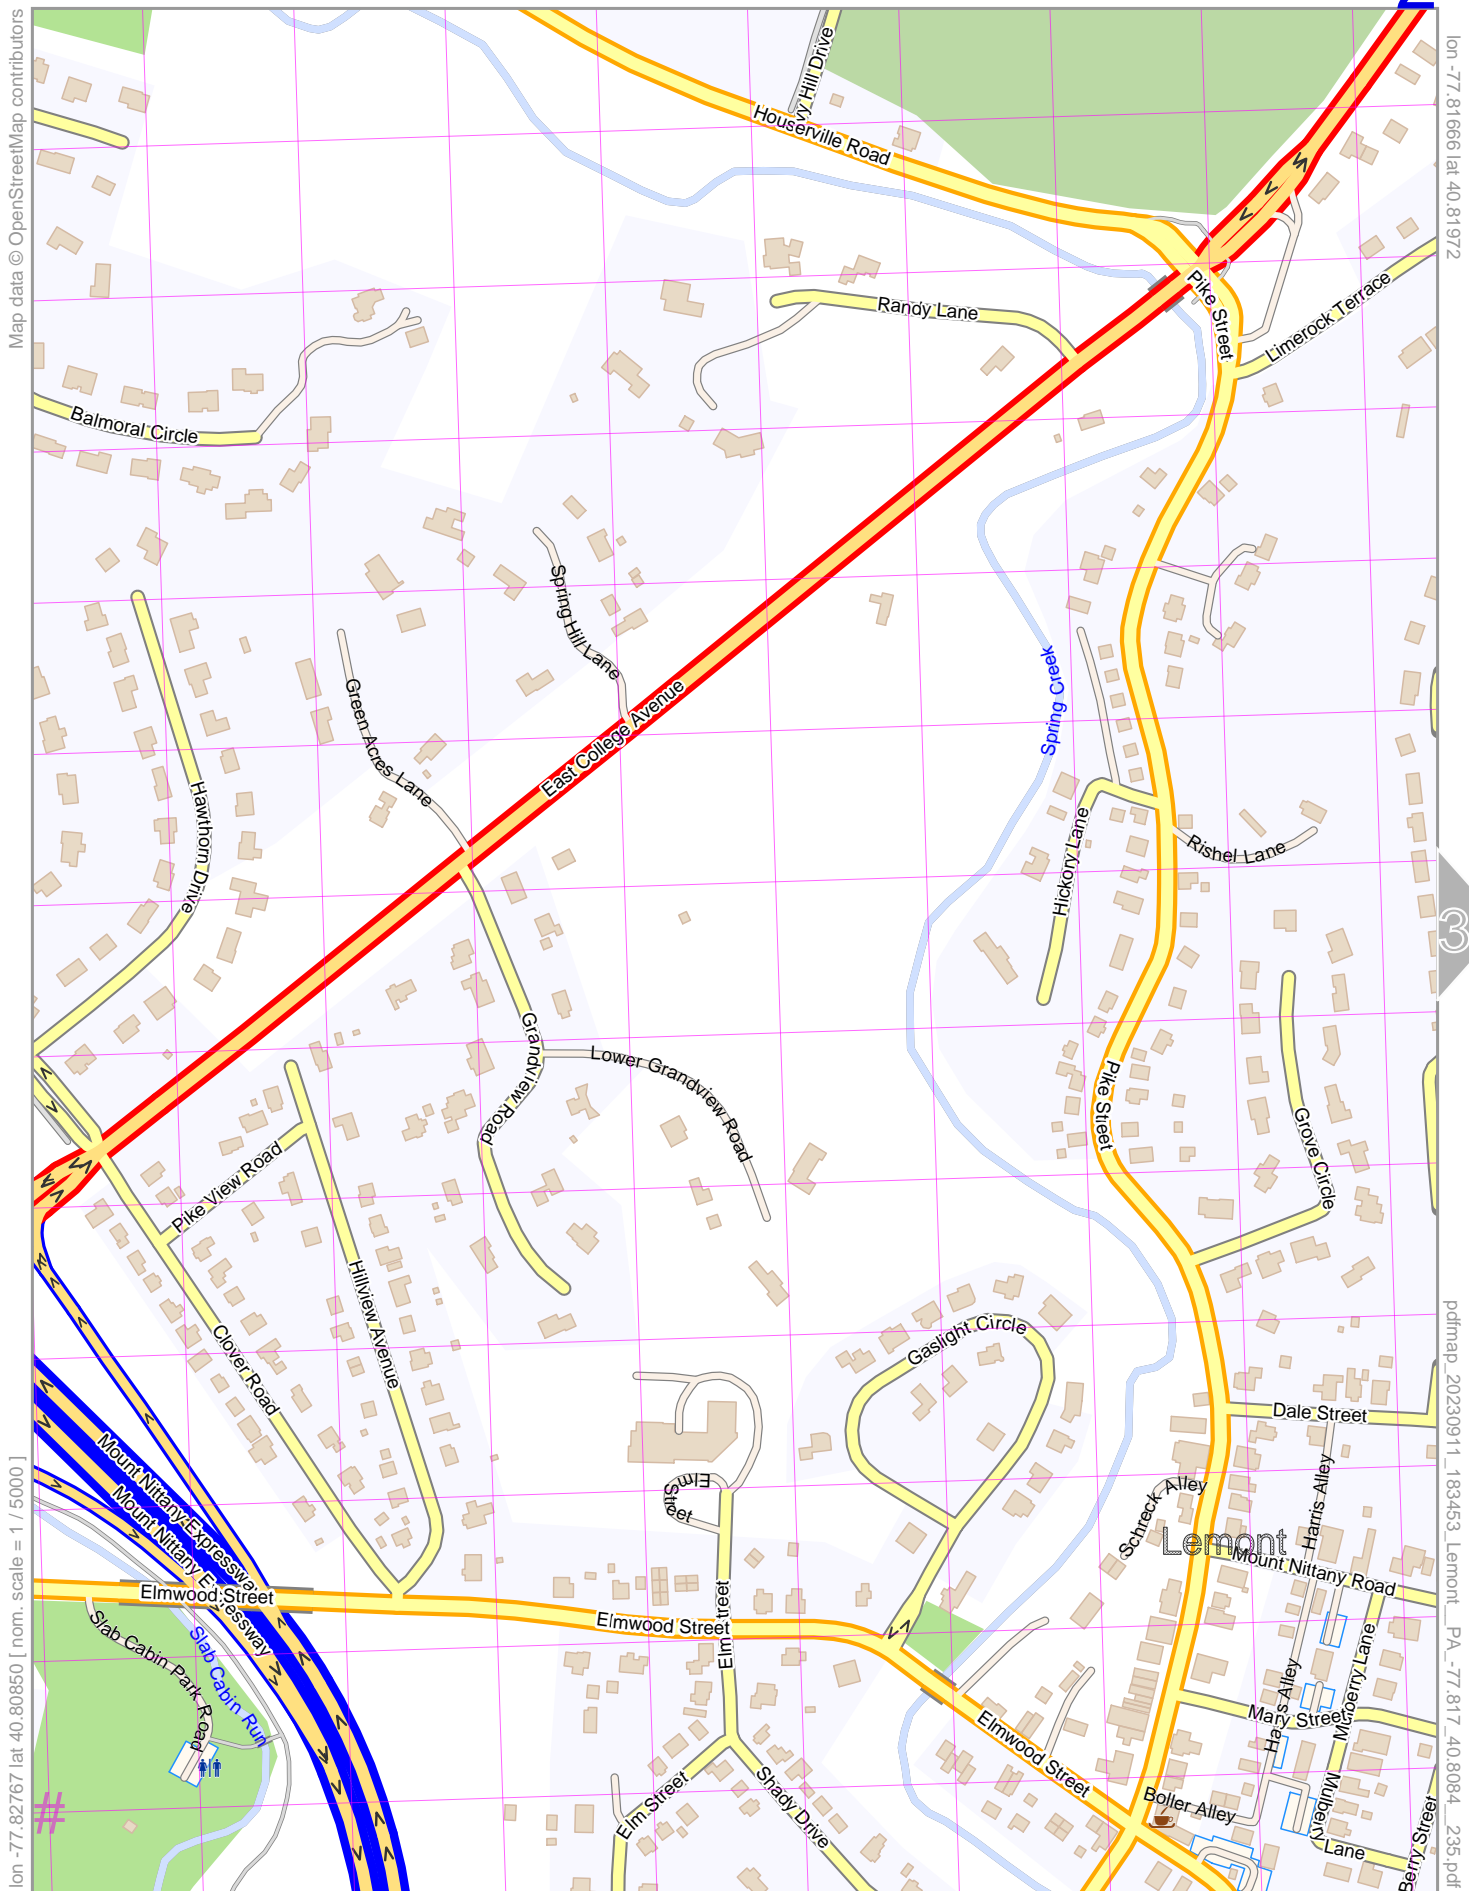 Map data © OpenStreetMap contributors
lon -77.81666 lat 40.81972
vy Hill Drive
Houserville Road
Pike Street
Randy Lane
Limerock Terrace
Balmoral Circle
Spring Hill Lane
Spring Creek
Green Acres Lane
East College Avenue
Hawthorn Drive
Hickory Lane
Rishel Lane
3
Grandview Road
Lower Grandview Road
Pike Street
Grove Circle
Pike View Road
Hillview Avenue
Clover Road
Gaslight Circle
Dale Street
Mount Nittany Expressway
Mount Nittany Expressway
Elm
Street
Schreck Alley
Harris Alley
Lemont
Mount Nittany Road
Elmwood Street
Elmwood Street
Elm Street
Slab Cabin Park Road
Slab Cabin Run
Harris Alley
Mulberry Lane
Mary Street
Elmwood Street
Elm Street
Shady Drive
Boller Alley
Mulberry Lane
Berry Street
#
lon -77.82767 lat 40.80850 [ nom. scale = 1 / 5000 ]
pdfmap_20230911_183453_Lemont__PA_-77.817_40.8084__235.pdf